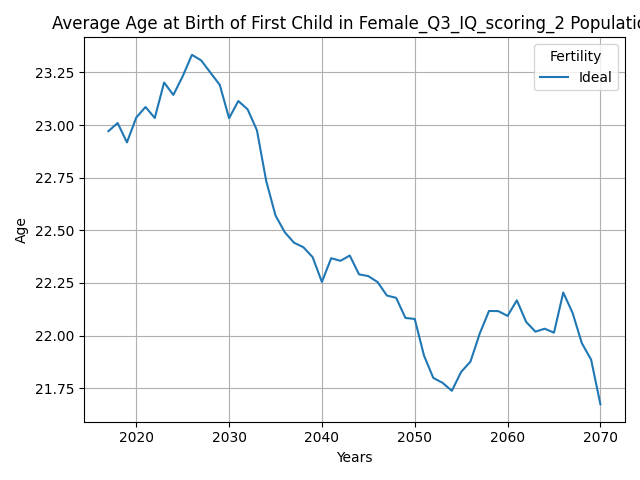 Average Age at Birth of First Child in Female_Q3_IQ_scoring_2 Populatio
Fertility
Ideal
23.25
23.00
22.75
22.50
22.25
22.00
21.75
Age
2020 2030 2040 2050 2060 2070
Years